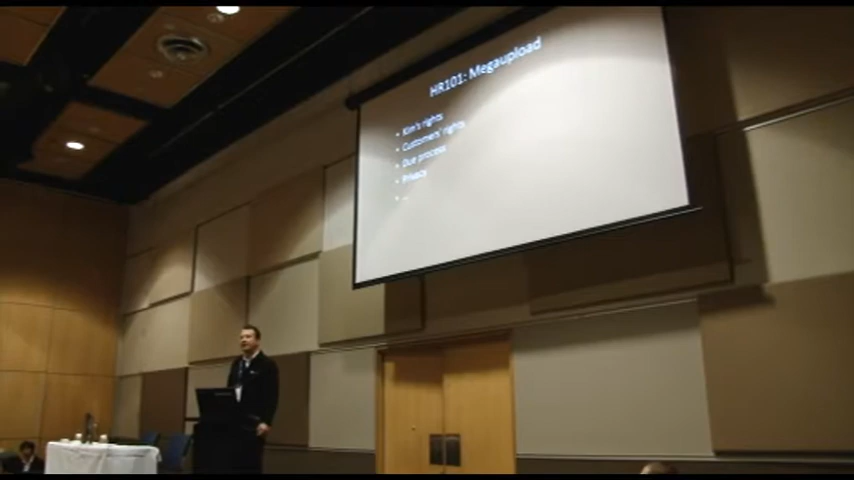 HR101: Megaupload
• Kim's rights
• Customers' rights
• Due process
• Privacy
• ...